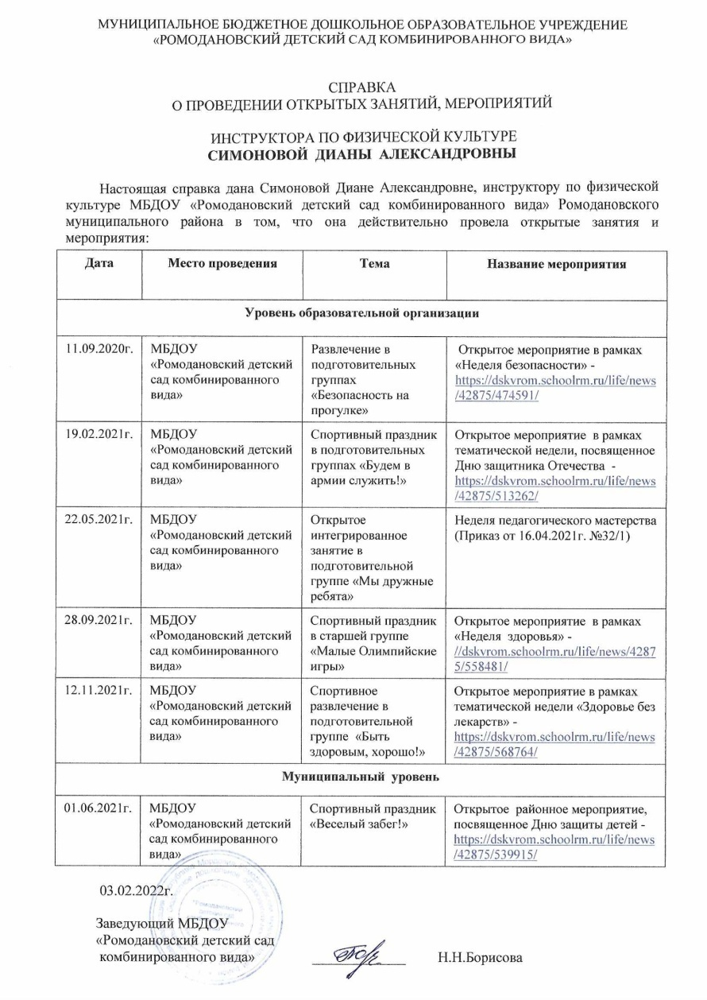 МУНИЦИПАЛЬНОЕ БЮДЖЕТНОЕ ДОШКОЛЬНОЕ ОБРАЗОВАТЕЛЬНОЕ УЧРЕЖДЕНИЕ
«РОМОДАНОВСКИЙ ДЕТСКИЙ САД КОМБИНИРОВАННОГО ВИДА»
СПРАВКА
О ПРОВЕДЕНИИ ОТКРЫТЫХ ЗАНЯТИЙ, МЕРОПРИЯТИЙ
ИНСТРУКТОРА ПО ФИЗИЧЕСКОЙ КУЛЬТУРЕ
СИМОНОВОЙ ДИАНЫ АЛЕКСАНДРОВНЫ
Настоящая справка дана Симоновой Диане Александровне, инструктору по физической
культуре МБДОУ «Ромодановский детский сад комбинированного вида» Ромодановского
муниципального района в том, что она действительно провела открытые занятия и
мероприятия:
Дата Место проведения Тема Название мероприятия
Уровень образовательной организации
11.09.2020г.
МБДОУ
«Ромодановский детский
сад комбинированного
вида»
Развлечение в
подготовительных
группах
«Безопасность на
прогулке»
Открытое мероприятие в рамках
«Неделя безопасности» -
https://dskvrom.schoolrm.ru/life/news
/42875/474591/
19.02.2021г.
МБДОУ
«Ромодановский детский
сад комбинированного
вида»
Спортивный праздник
в подготовительных
группах «Будем в
армии служить!»
Открытое мероприятие в рамках
тематической недели, посвященное
Дню защитника Отечества -
https://dskvrom.schoolrm.ru/life/news
/42875/513262/
22.05.2021г.
МБДОУ
«Ромодановский детский
сад комбинированного
вида»
Открытое
интегрированное
занятие в
подготовительной
группе «Мы дружные
ребята»
Неделя педагогического мастерства
(Приказ от 16.04.2021г. №32/1)
28.09.2021г.
МБДОУ
«Ромодановский детский
сад комбинированного
вида»
Спортивный праздник
в старшей группе
«Малые Олимпийские
игры»
Открытое мероприятие в рамках
«Неделя здоровья» -
//dskvrom.schoolrm.ru/life/news/4287
5/558481/
12.11.2021г.
МБДОУ
«Ромодановский детский
сад комбинированного
вида»
Спортивное
развлечение в
подготовительной
группе «Быть
здоровым, хорошо!»
Открытое мероприятие в рамках
тематической недели «Здоровье без
лекарств» -
https://dskvrom.schoolrm.ru/life/news
/42875/568764/
Муниципальный уровень
01.06.2021г.
МБДОУ
«Ромодановский детский
сад комбинированного
вида»
Спортивный праздник
«Веселый забег!»
Открытое районное мероприятие,
посвященное Дню защиты детей -
https://dskvrom.schoolrm.ru/life/news
/42875/539915/
03.02.2022г.
Заведующий МБДОУ
«Ромодановский детский сад
комбинированного вида»
Н.Н.Борисова